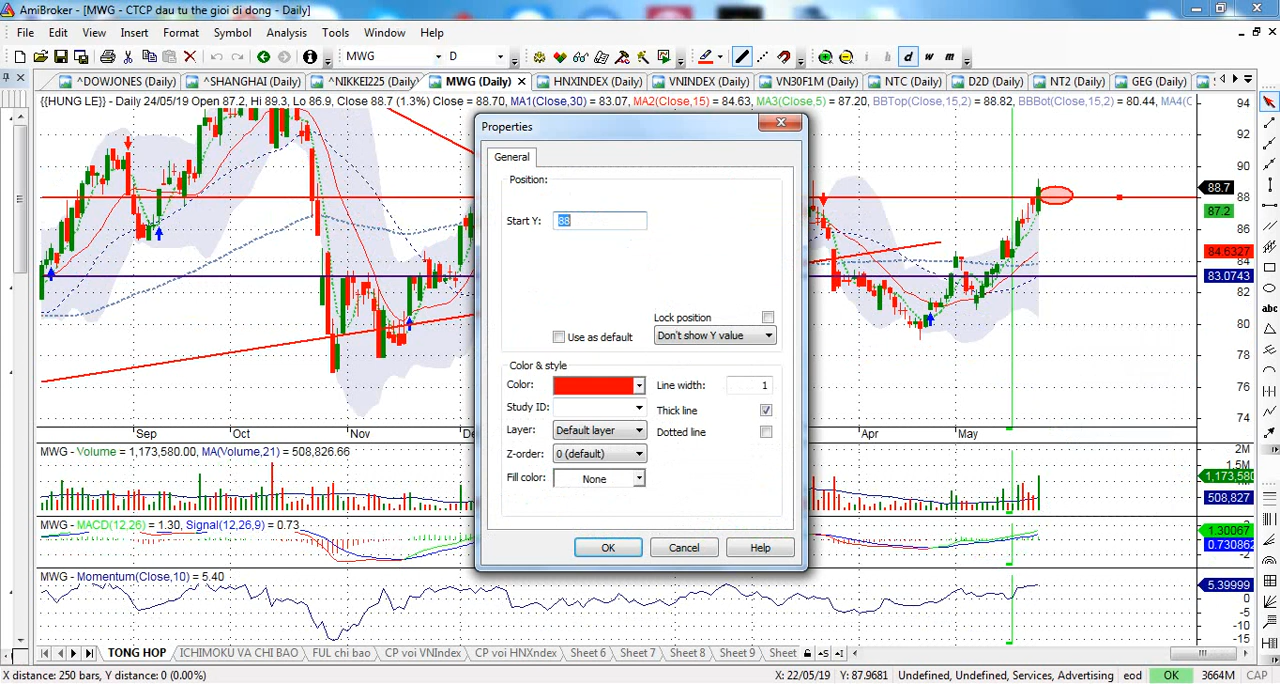 AmiBroker - [MWG - CTCP dau tu the gioi di dong - Daily]
File Edit View Insert Format Symbol Analysis Tools Window Help
MWG D i h d w m
^DOWJONES (Daily) ^SHANGHAI (Daily) ^NIKKEI225 (Daily) MWG (Daily) HNXINDEX (Daily) VNINDEX (Daily) VN30F1M (Daily) NTC (Daily) D2D (Daily) NT2 (Daily) GEG (Daily)
{{HUNG LE}} - Daily 24/05/19 Open 87.2, Hi 89.3, Lo 86.9, Close 88.7 (1.3%) Close = 88.70, MA1(Close,30) = 83.07, MA2(Close,15) = 84.63, MA3(Close,5) = 87.20, BBTop(Close,15,2) = 88.82, BBBot(Close,15,2) = 80.44, MA4(C
94
92
90
88.7
88
87.2
86
84.6327
84
83.0743
82
80
78
76
74
Properties
General
Position:
Start Y: 88
Lock position
Use as default Don't show Y value
Color & style
Color: Line width: 1
Study ID: Thick line
Layer: Default layer Dotted line
Z-order: 0 (default)
Fill color: None
OK Cancel Help
Sep Oct Nov De Apr May
MWG - Volume = 1,173,580.00, MA(Volume,21) = 508,826.66
2M
1.5M
1,173,580
508,827
MWG - MACD(12,26) = 1.30, Signal(12,26,9) = 0.73
1.30067
0.730862
-2
MWG - Momentum(Close,10) = 5.40
5.39999
0
-5
-10
-15
TONG HOP ICHIMOKU VA CHI BAO FUL chi bao CP voi VNIndex CP voi HNXndex Sheet 6 Sheet 7 Sheet 8 Sheet 9 Sheet
X distance: 250 bars, Y distance: 0 (0.00%) X: 22/05/19 Y: 87.9681 Undefined, Undefined, Services, Advertising eod OK 3664M CAP
abc